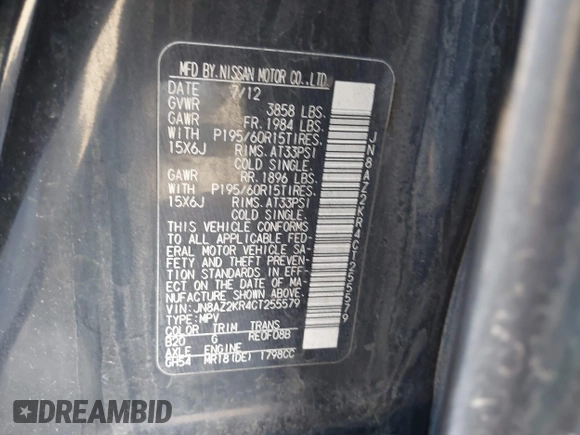 MFD BY.NISSAN MOTOR CO.,LTD.
DATE 7/12
GVWR 3858 LBS.
GAWR FR. 1984 LBS.
WITH P195/60R15TIRES.
15X6J RIMS.AT33PSI
COLD SINGLE.
GAWR RR. 1896 LBS.
WITH P195/60R15TIRES.
15X6J RIMS.AT33PSI
COLD SINGLE.
THIS VEHICLE CONFORMS
TO ALL APPLICABLE FED-
ERAL MOTOR VEHICLE SA-
FETY AND THEFT PREVEN-
TION STANDARDS IN EFF-
ECT ON THE DATE OF MA-
NUFACTURE SHOWN ABOVE.
VIN:JN8AZ2KR4CT255579
TYPE:MPV
COLOR TRIM TRANS
B20 G RE0F08B
AXLE ENGINE
GH54 MR18(DE) 1798CC
JN8AZ2KR4CT255579
DREAMBID
dreambid.com